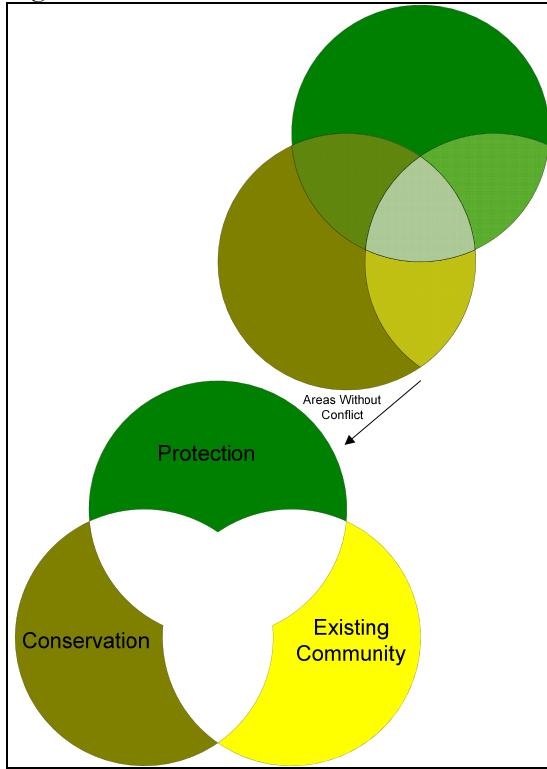 Areas Without
Conflict
Protection
Conservation
Existing
Community